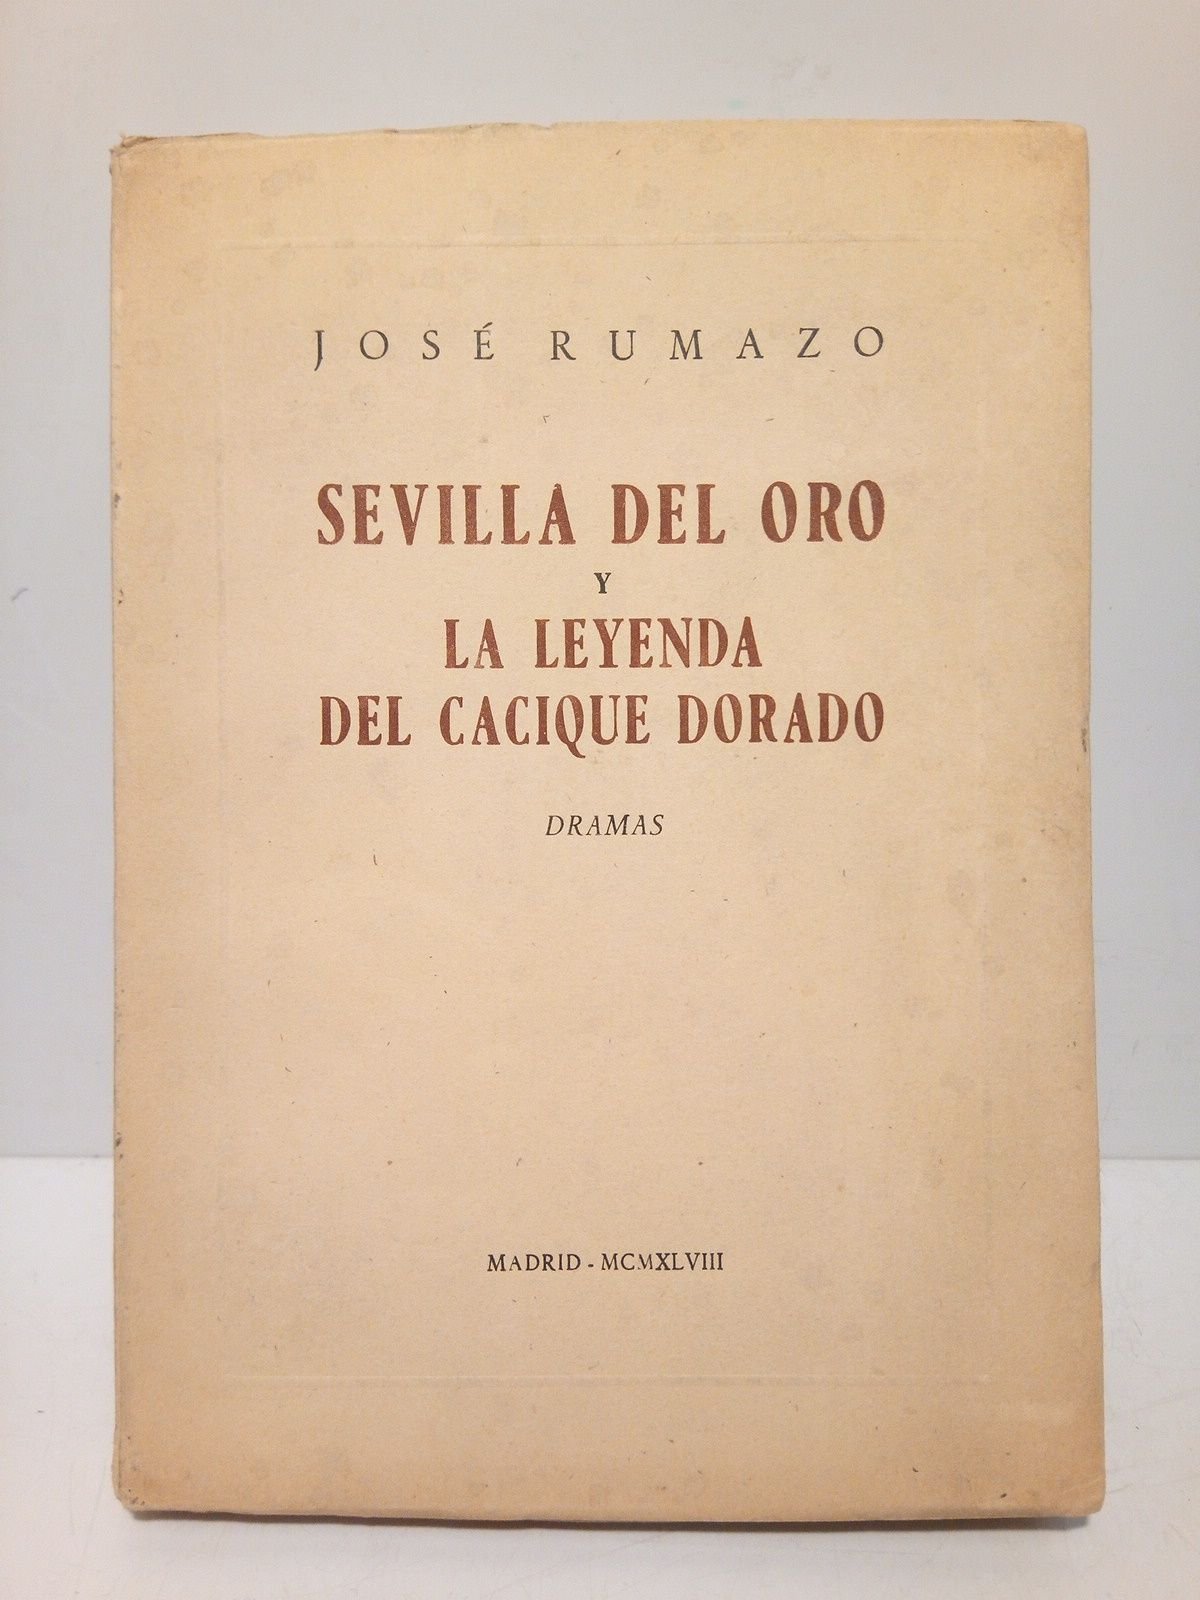 JOSÉ RUMAZO
SEVILLA DEL ORO
Y
LA LEYENDA
DEL CACIQUE DORADO
DRAMAS
MADRID - MCMXLVIII